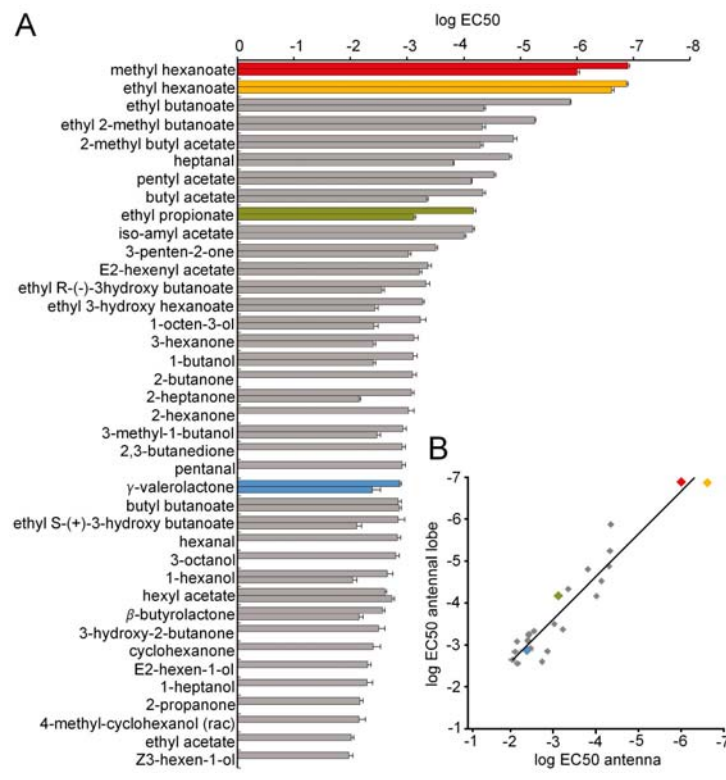 A
log EC50
0 -1 -2 -3 -4 -5 -6 -7 -8
methyl hexanoate
ethyl hexanoate
ethyl butanoate
ethyl 2-methyl butanoate
2-methyl butyl acetate
heptanal
pentyl acetate
butyl acetate
ethyl propionate
iso-amyl acetate
3-penten-2-one
E2-hexenyl acetate
ethyl R-(-)-3hydroxy butanoate
ethyl 3-hydroxy hexanoate
1-octen-3-ol
3-hexanone
1-butanol
2-butanone
2-heptanone
2-hexanone
3-methyl-1-butanol
2,3-butanedione
pentanal
γ-valerolactone
butyl butanoate
ethyl S-(+)-3-hydroxy butanoate
hexanal
3-octanol
1-hexanol
hexyl acetate
β-butyrolactone
3-hydroxy-2-butanone
cyclohexanone
E2-hexen-1-ol
1-heptanol
2-propanone
4-methyl-cyclohexanol (rac)
ethyl acetate
Z3-hexen-1-ol
B
log EC50 antennal lobe
-7
-6
-5
-4
-3
-2
-1
-1 -2 -3 -4 -5 -6 -7
log EC50 antenna